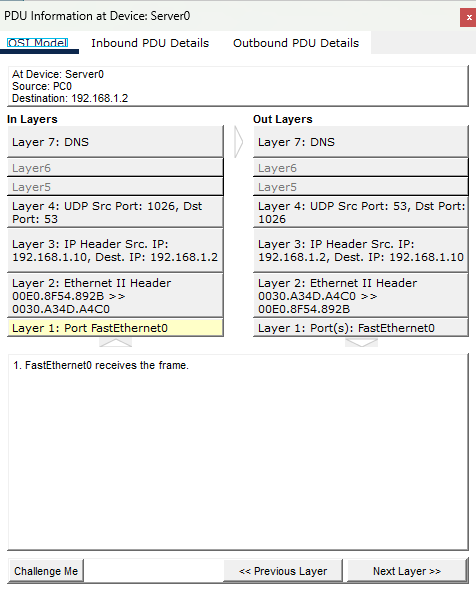 PDU Information at Device: Server0
x
OSI Model Inbound PDU Details Outbound PDU Details
At Device: Server0
Source: PC0
Destination: 192.168.1.2
In Layers
Layer 7: DNS
Layer6
Layer5
Layer 4: UDP Src Port: 1026, Dst
Port: 53
Layer 3: IP Header Src. IP:
192.168.1.10, Dest. IP: 192.168.1.2
Layer 2: Ethernet II Header
00E0.8F54.892B >>
0030.A34D.A4C0
Layer 1: Port FastEthernet0
Out Layers
Layer 7: DNS
Layer6
Layer5
Layer 4: UDP Src Port: 53, Dst Port:
1026
Layer 3: IP Header Src. IP:
192.168.1.2, Dest. IP: 192.168.1.10
Layer 2: Ethernet II Header
0030.A34D.A4C0 >>
00E0.8F54.892B
Layer 1: Port(s): FastEthernet0
1. FastEthernet0 receives the frame.
Challenge Me
<< Previous Layer
Next Layer >>